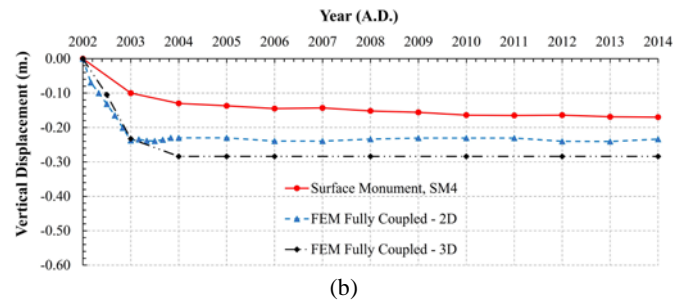 Year (A.D.)
2002 2003 2004 2005 2006 2007 2008 2009 2010 2011 2012 2013 2014
Vertical Displacement (m.)
0.00
-0.10
-0.20
-0.30
-0.40
-0.50
-0.60
Surface Monument, SM4
FEM Fully Coupled - 2D
FEM Fully Coupled - 3D
(b)